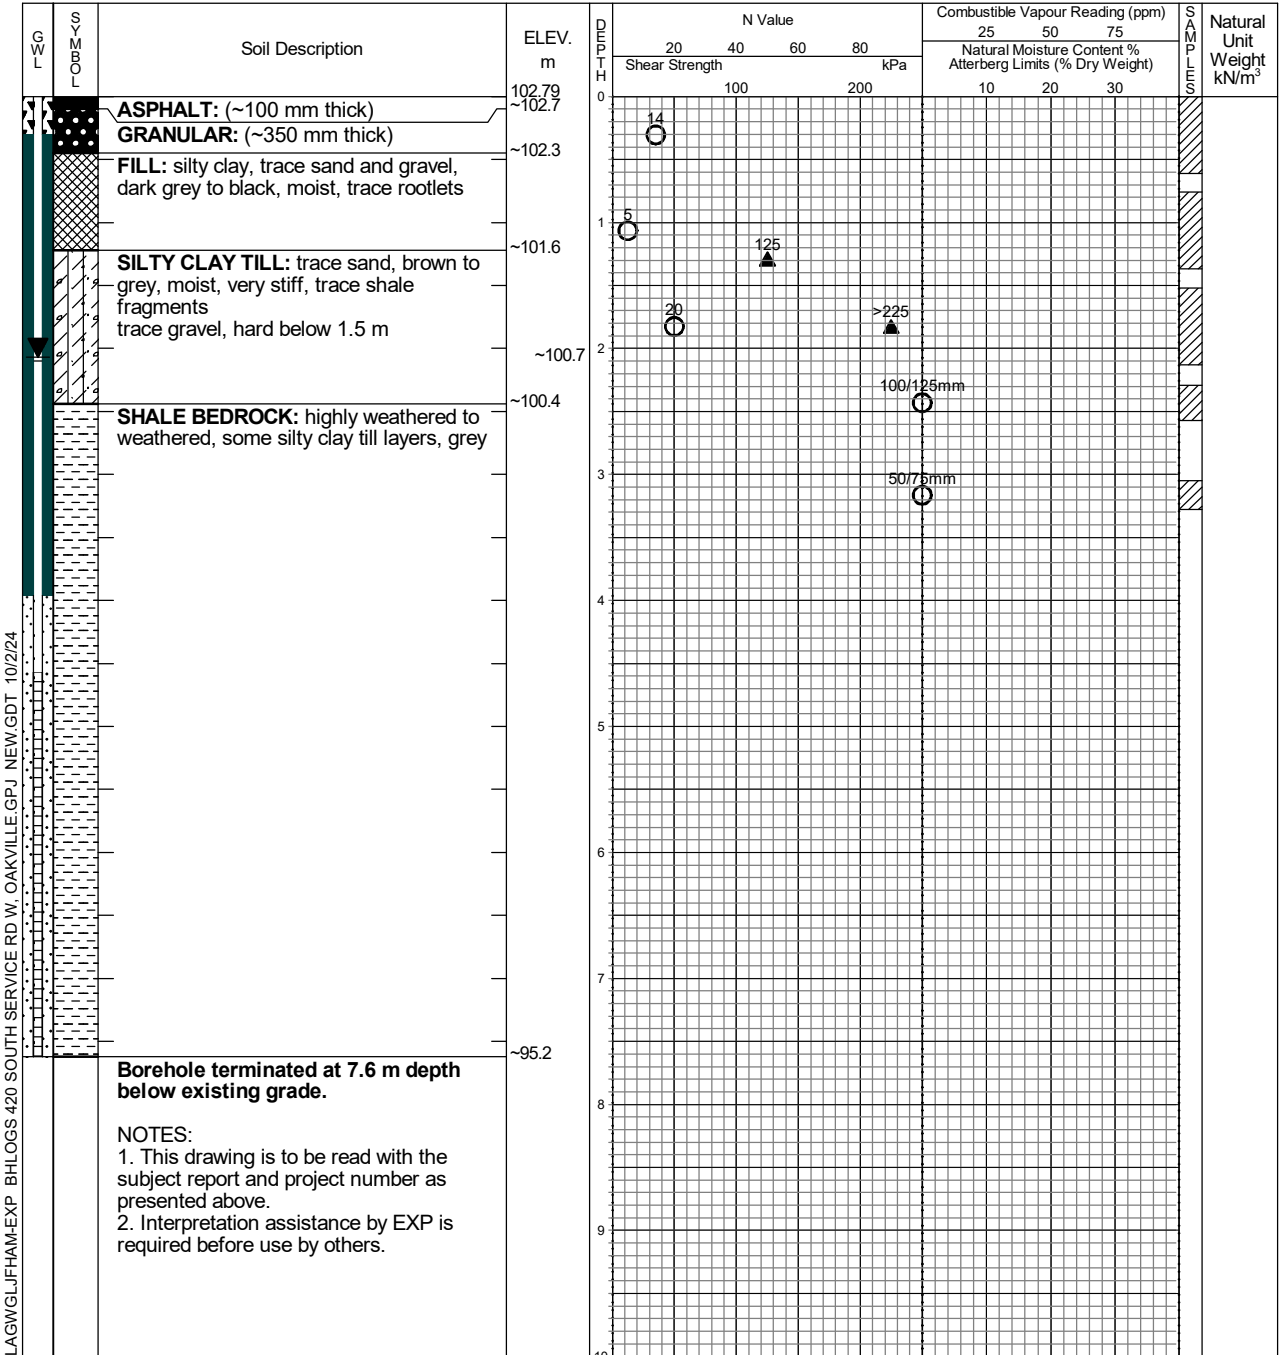 GWL
SYMBOL
Soil Description
ELEV.
m
DEPTH
N Value
20 40 60 80
Shear Strength kPa
100 200
Combustible Vapour Reading (ppm)
25 50 75
Natural Moisture Content %
Atterberg Limits (% Dry Weight)
10 20 30
SAMPLES
Natural
Unit
Weight
kN/m³
102.79
0
ASPHALT: (~100 mm thick)
~102.7
14
GRANULAR: (~350 mm thick)
~102.3
FILL: silty clay, trace sand and gravel,
dark grey to black, moist, trace rootlets
1
5
~101.6
125
SILTY CLAY TILL: trace sand, brown to
grey, moist, very stiff, trace shale
fragments
trace gravel, hard below 1.5 m
20
>225
2
~100.7
100/125mm
~100.4
SHALE BEDROCK: highly weathered to
weathered, some silty clay till layers, grey
3
50/75mm
4
5
6
7
~95.2
Borehole terminated at 7.6 m depth
below existing grade.
8
NOTES:
1. This drawing is to be read with the
subject report and project number as
presented above.
2. Interpretation assistance by EXP is
required before use by others.
9
10
LAGWGLJFHAM-EXP BHLOGS 420 SOUTH SERVICE RD W, OAKVILLE.GPJ NEW.GDT 10/2/24